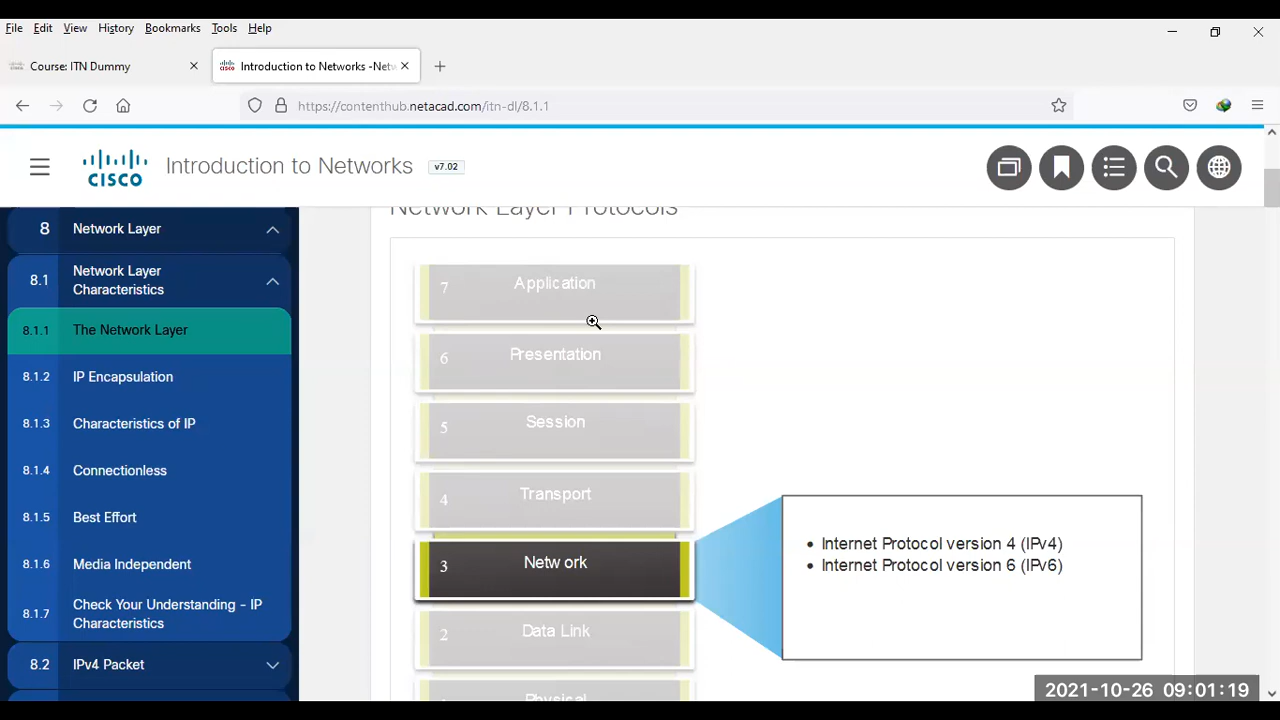 File Edit View History Bookmarks Tools Help
Course: ITN Dummy
Introduction to Networks -Netw
https://contenthub.netacad.com/itn-dl/8.1.1
CISCO
Introduction to Networks v7.02
8 Network Layer
8.1 Network Layer
Characteristics
8.1.1 The Network Layer
8.1.2 IP Encapsulation
8.1.3 Characteristics of IP
8.1.4 Connectionless
8.1.5 Best Effort
8.1.6 Media Independent
8.1.7 Check Your Understanding - IP
Characteristics
8.2 IPv4 Packet
Network Layer Protocols
7 Application
6 Presentation
5 Session
4 Transport
3 Netw ork
2 Data Link
Physical
• Internet Protocol version 4 (IPv4)
• Internet Protocol version 6 (IPv6)
2021-10-26 09:01:19